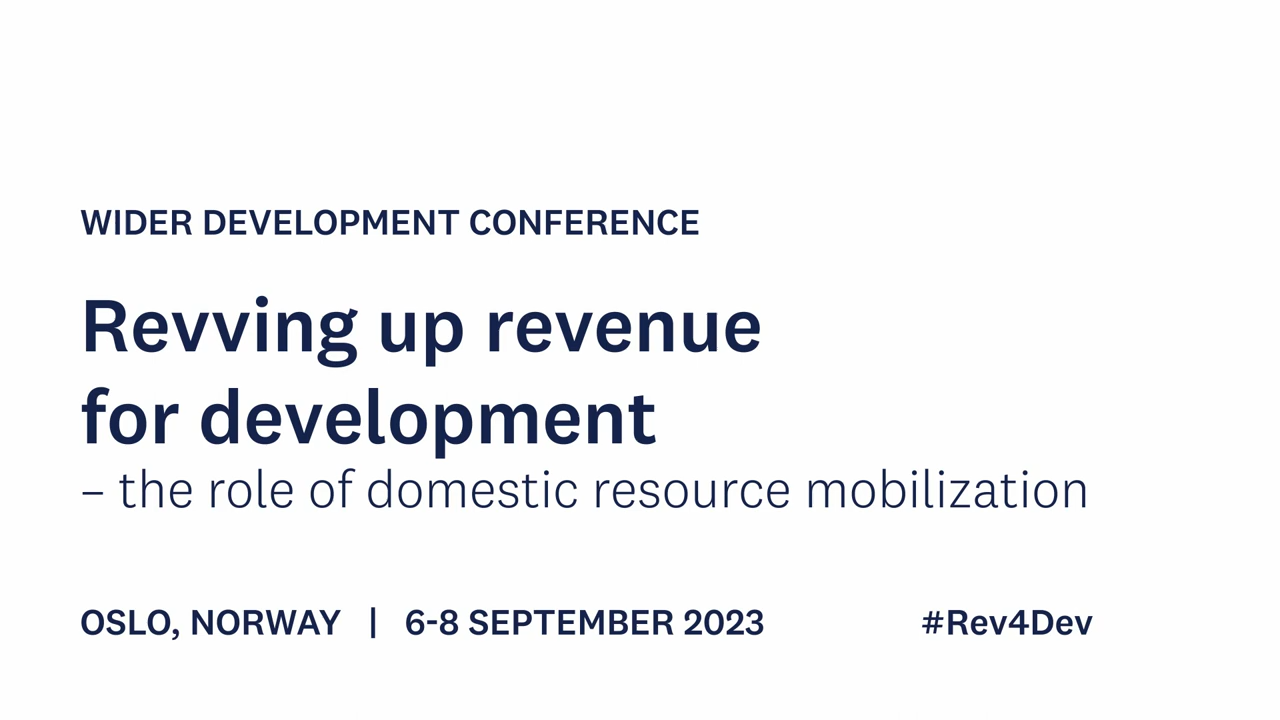 WIDER DEVELOPMENT CONFERENCE
Revving up revenue
for development
– the role of domestic resource mobilization
OSLO, NORWAY | 6-8 SEPTEMBER 2023 #Rev4Dev